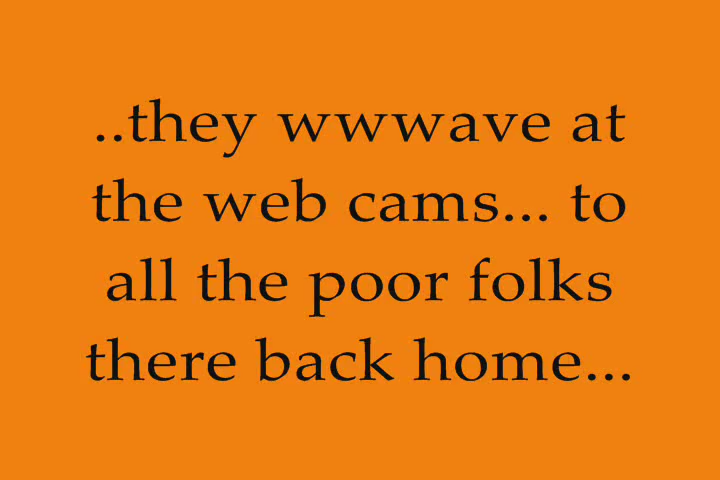 ..they wwwave at
the web cams... to
all the poor folks
there back home...